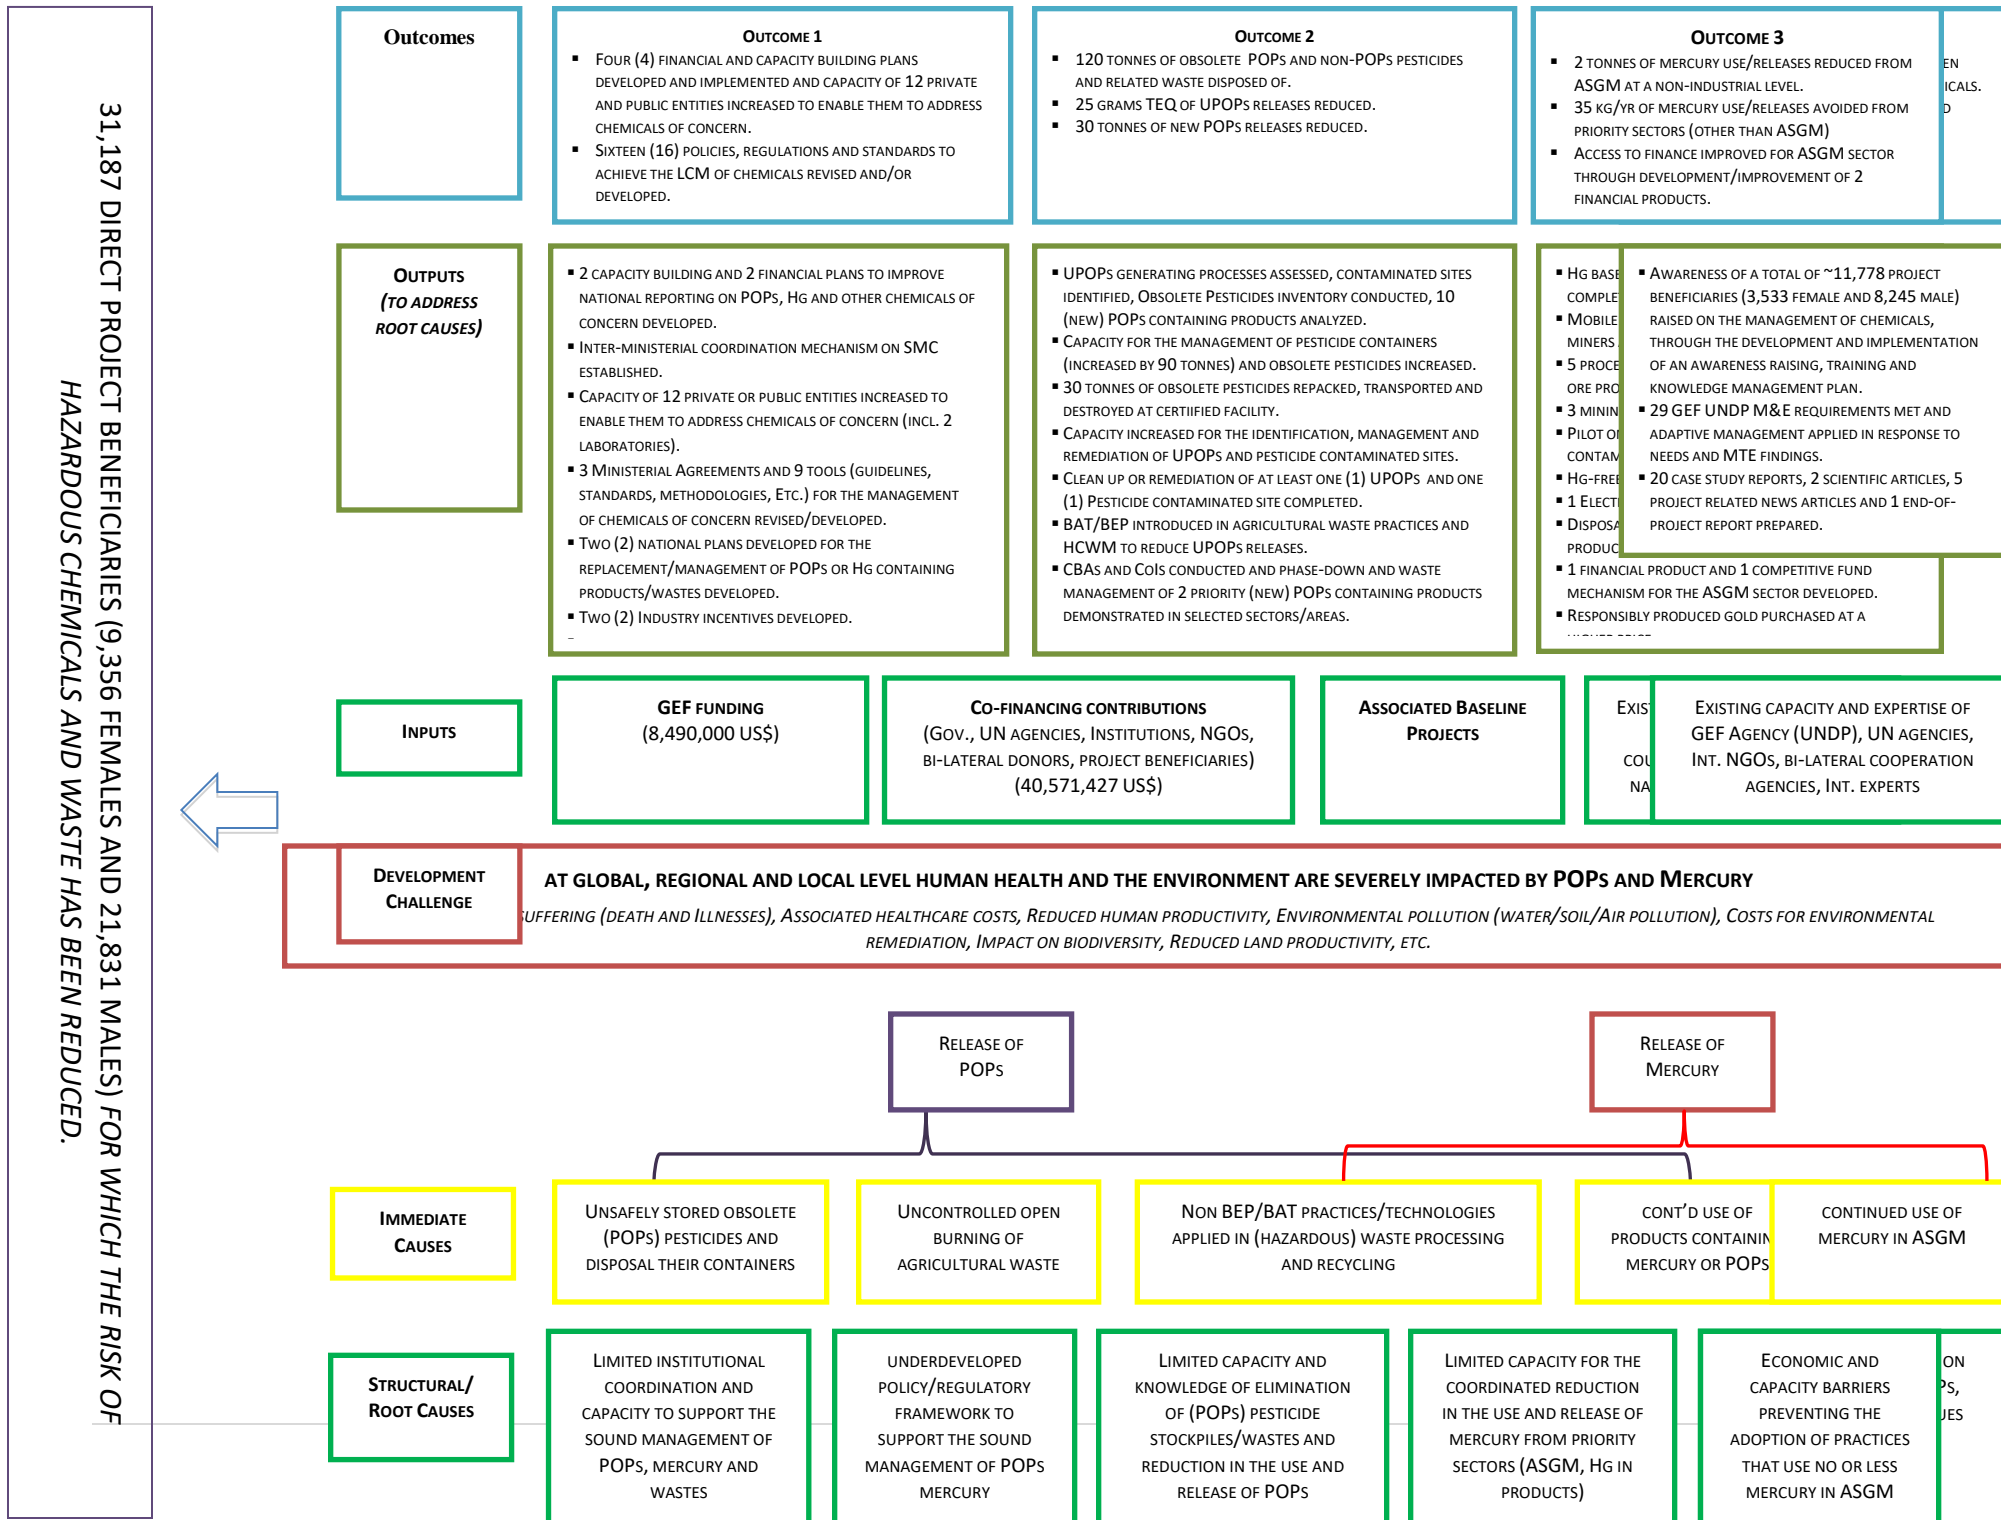 31,187 DIRECT PROJECT BENEFICIARIES (9,356 FEMALES AND 21,831 MALES) FOR WHICH THE RISK OF
HAZARDOUS CHEMICALS AND WASTE HAS BEEN REDUCED.
Outcomes
OUTCOME 1
▪ FOUR (4) FINANCIAL AND CAPACITY BUILDING PLANS
DEVELOPED AND IMPLEMENTED AND CAPACITY OF 12 PRIVATE
AND PUBLIC ENTITIES INCREASED TO ENABLE THEM TO ADDRESS
CHEMICALS OF CONCERN.
▪ SIXTEEN (16) POLICIES, REGULATIONS AND STANDARDS TO
ACHIEVE THE LCM OF CHEMICALS REVISED AND/OR
DEVELOPED.
OUTCOME 2
▪ 120 TONNES OF OBSOLETE POPS AND NON-POPS PESTICIDES
AND RELATED WASTE DISPOSED OF.
▪ 25 GRAMS TEQ OF UPOPS RELEASES REDUCED.
▪ 30 TONNES OF NEW POPS RELEASES REDUCED.
OUTCOME 3
▪ 2 TONNES OF MERCURY USE/RELEASES REDUCED FROM
ASGM AT A NON-INDUSTRIAL LEVEL.
▪ 35 KG/YR OF MERCURY USE/RELEASES AVOIDED FROM
PRIORITY SECTORS (OTHER THAN ASGM)
▪ ACCESS TO FINANCE IMPROVED FOR ASGM SECTOR
THROUGH DEVELOPMENT/IMPROVEMENT OF 2
FINANCIAL PRODUCTS.
EN
ICALS.
D
OUTPUTS
(TO ADDRESS
ROOT CAUSES)
▪ 2 CAPACITY BUILDING AND 2 FINANCIAL PLANS TO IMPROVE
NATIONAL REPORTING ON POPS, HG AND OTHER CHEMICALS OF
CONCERN DEVELOPED.
▪ INTER-MINISTERIAL COORDINATION MECHANISM ON SMC
ESTABLISHED.
▪ CAPACITY OF 12 PRIVATE OR PUBLIC ENTITIES INCREASED TO
ENABLE THEM TO ADDRESS CHEMICALS OF CONCERN (INCL. 2
LABORATORIES).
▪ 3 MINISTERIAL AGREEMENTS AND 9 TOOLS (GUIDELINES,
STANDARDS, METHODOLOGIES, ETC.) FOR THE MANAGEMENT
OF CHEMICALS OF CONCERN REVISED/DEVELOPED.
▪ TWO (2) NATIONAL PLANS DEVELOPED FOR THE
REPLACEMENT/MANAGEMENT OF POPS OR HG CONTAINING
PRODUCTS/WASTES DEVELOPED.
▪ TWO (2) INDUSTRY INCENTIVES DEVELOPED.
▪ UPOPS GENERATING PROCESSES ASSESSED, CONTAMINATED SITES
IDENTIFIED, OBSOLETE PESTICIDES INVENTORY CONDUCTED, 10
(NEW) POPS CONTAINING PRODUCTS ANALYZED.
▪ CAPACITY FOR THE MANAGEMENT OF PESTICIDE CONTAINERS
(INCREASED BY 90 TONNES) AND OBSOLETE PESTICIDES INCREASED.
▪ 30 TONNES OF OBSOLETE PESTICIDES REPACKED, TRANSPORTED AND
DESTROYED AT CERTIIFIED FACILITY.
▪ CAPACITY INCREASED FOR THE IDENTIFICATION, MANAGEMENT AND
REMEDIATION OF UPOPS AND PESTICIDE CONTAMINATED SITES.
▪ CLEAN UP OR REMEDIATION OF AT LEAST ONE (1) UPOPS AND ONE
(1) PESTICIDE CONTAMINATED SITE COMPLETED.
▪ BAT/BEP INTRODUCED IN AGRICULTURAL WASTE PRACTICES AND
HCWM TO REDUCE UPOPS RELEASES.
▪ CBAS AND COIS CONDUCTED AND PHASE-DOWN AND WASTE
MANAGEMENT OF 2 PRIORITY (NEW) POPS CONTAINING PRODUCTS
DEMONSTRATED IN SELECTED SECTORS/AREAS.
▪ HG BASE
COMPLE
▪ MOBILE
MINERS
▪ 5 PROCE
ORE PRO
▪ 3 MININ
▪ PILOT O
CONTAM
▪ HG-FREE
▪ 1 ELECT
▪ DISPOSA
PRODUC
▪ 1 FINANCIAL PRODUCT AND 1 COMPETITIVE FUND
MECHANISM FOR THE ASGM SECTOR DEVELOPED.
▪ RESPONSIBLY PRODUCED GOLD PURCHASED AT A
▪ AWARENESS OF A TOTAL OF ~11,778 PROJECT
BENEFICIARIES (3,533 FEMALE AND 8,245 MALE)
RAISED ON THE MANAGEMENT OF CHEMICALS,
THROUGH THE DEVELOPMENT AND IMPLEMENTATION
OF AN AWARENESS RAISING, TRAINING AND
KNOWLEDGE MANAGEMENT PLAN.
▪ 29 GEF UNDP M&E REQUIREMENTS MET AND
ADAPTIVE MANAGEMENT APPLIED IN RESPONSE TO
NEEDS AND MTE FINDINGS.
▪ 20 CASE STUDY REPORTS, 2 SCIENTIFIC ARTICLES, 5
PROJECT RELATED NEWS ARTICLES AND 1 END-OF-
PROJECT REPORT PREPARED.
INPUTS
GEF FUNDING
(8,490,000 US$)
CO-FINANCING CONTRIBUTIONS
(GOV., UN AGENCIES, INSTITUTIONS, NGOS,
BI-LATERAL DONORS, PROJECT BENEFICIARIES)
(40,571,427 US$)
ASSOCIATED BASELINE
PROJECTS
EXIS
COU
NA
EXISTING CAPACITY AND EXPERTISE OF
GEF AGENCY (UNDP), UN AGENCIES,
INT. NGOS, BI-LATERAL COOPERATION
AGENCIES, INT. EXPERTS
DEVELOPMENT
CHALLENGE
AT GLOBAL, REGIONAL AND LOCAL LEVEL HUMAN HEALTH AND THE ENVIRONMENT ARE SEVERELY IMPACTED BY POPS AND MERCURY
SUFFERING (DEATH AND ILLNESSES), ASSOCIATED HEALTHCARE COSTS, REDUCED HUMAN PRODUCTIVITY, ENVIRONMENTAL POLLUTION (WATER/SOIL/AIR POLLUTION), COSTS FOR ENVIRONMENTAL
REMEDIATION, IMPACT ON BIODIVERSITY, REDUCED LAND PRODUCTIVITY, ETC.
RELEASE OF
POPS
RELEASE OF
MERCURY
IMMEDIATE
CAUSES
UNSAFELY STORED OBSOLETE
(POPS) PESTICIDES AND
DISPOSAL THEIR CONTAINERS
UNCONTROLLED OPEN
BURNING OF
AGRICULTURAL WASTE
NON BEP/BAT PRACTICES/TECHNOLOGIES
APPLIED IN (HAZARDOUS) WASTE PROCESSING
AND RECYCLING
CONT'D USE OF
PRODUCTS CONTAININ
MERCURY OR POPS
CONTINUED USE OF
MERCURY IN ASGM
STRUCTURAL/
ROOT CAUSES
LIMITED INSTITUTIONAL
COORDINATION AND
CAPACITY TO SUPPORT THE
SOUND MANAGEMENT OF
POPS, MERCURY AND
WASTES
UNDERDEVELOPED
POLICY/REGULATORY
FRAMEWORK TO
SUPPORT THE SOUND
MANAGEMENT OF POPS
MERCURY
LIMITED CAPACITY AND
KNOWLEDGE OF ELIMINATION
OF (POPS) PESTICIDE
STOCKPILES/WASTES AND
REDUCTION IN THE USE AND
RELEASE OF POPS
LIMITED CAPACITY FOR THE
COORDINATED REDUCTION
IN THE USE AND RELEASE OF
MERCURY FROM PRIORITY
SECTORS (ASGM, HG IN
PRODUCTS)
ECONOMIC AND
CAPACITY BARRIERS
PREVENTING THE
ADOPTION OF PRACTICES
THAT USE NO OR LESS
MERCURY IN ASGM
ON
PS,
UES